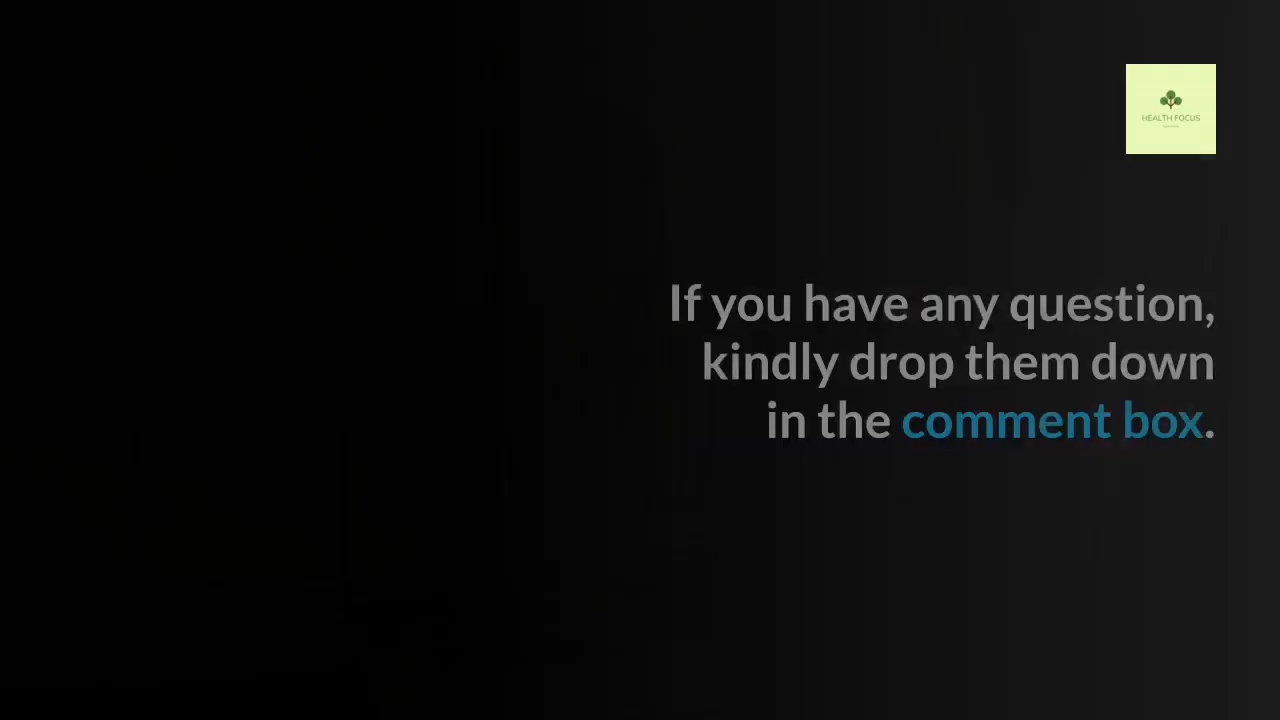 HEALTH FOCUS
If you have any question,
kindly drop them down
in the comment box.